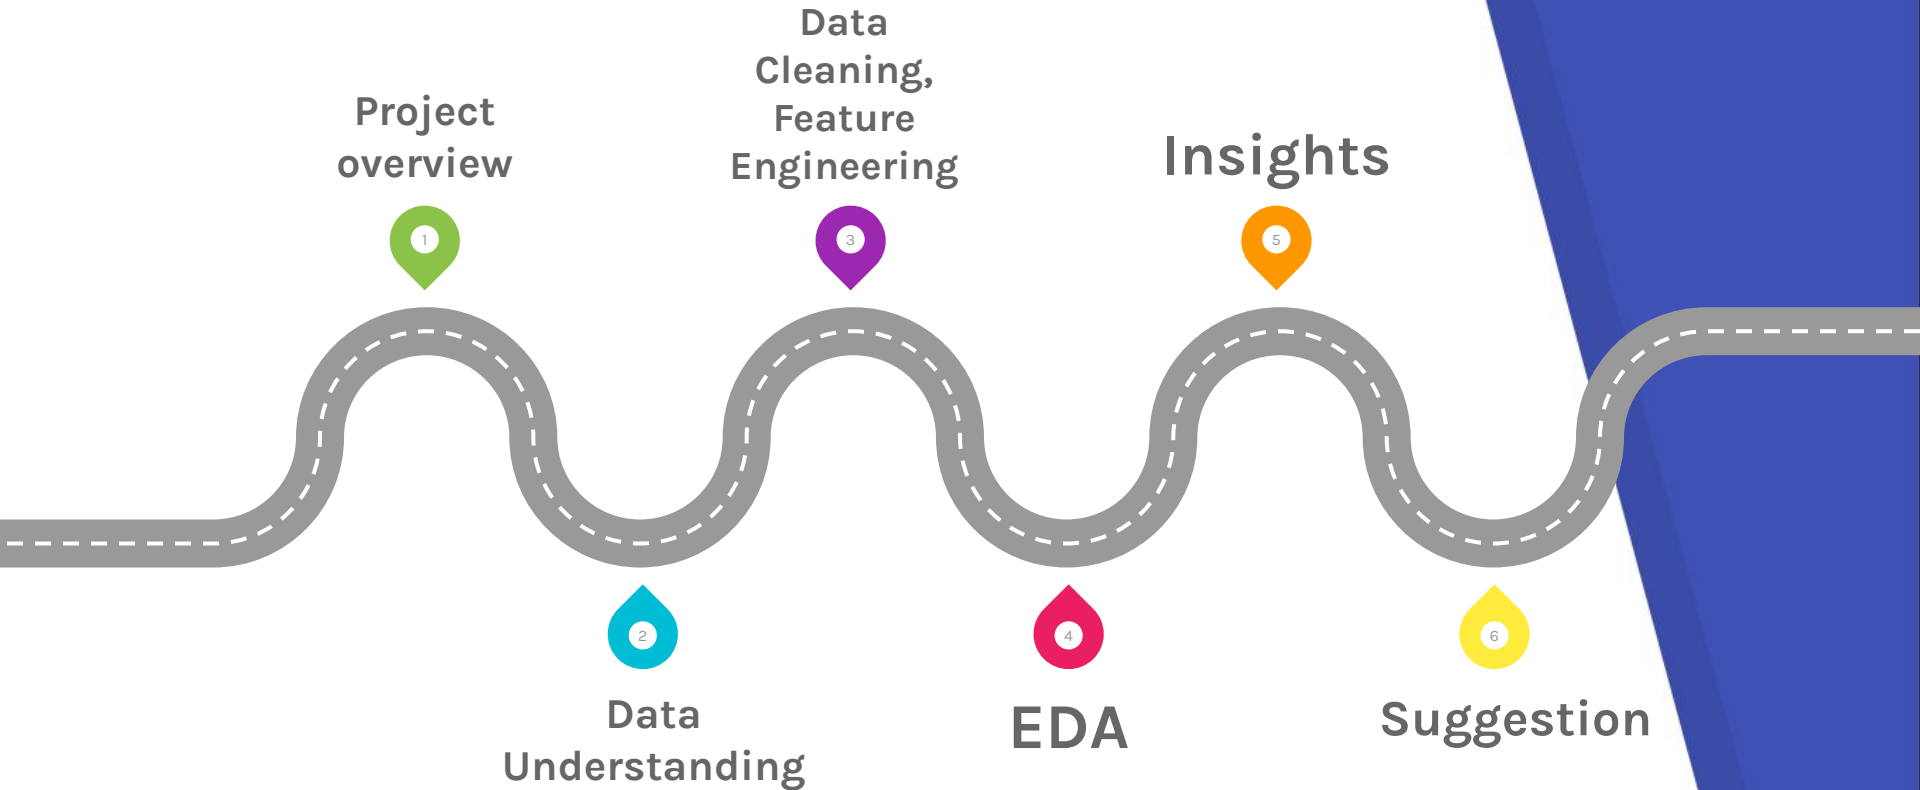 Project
overview
1
2
Data
Understanding
Data
Cleaning,
Feature
Engineering
3
4
EDA
Insights
5
6
Suggestion